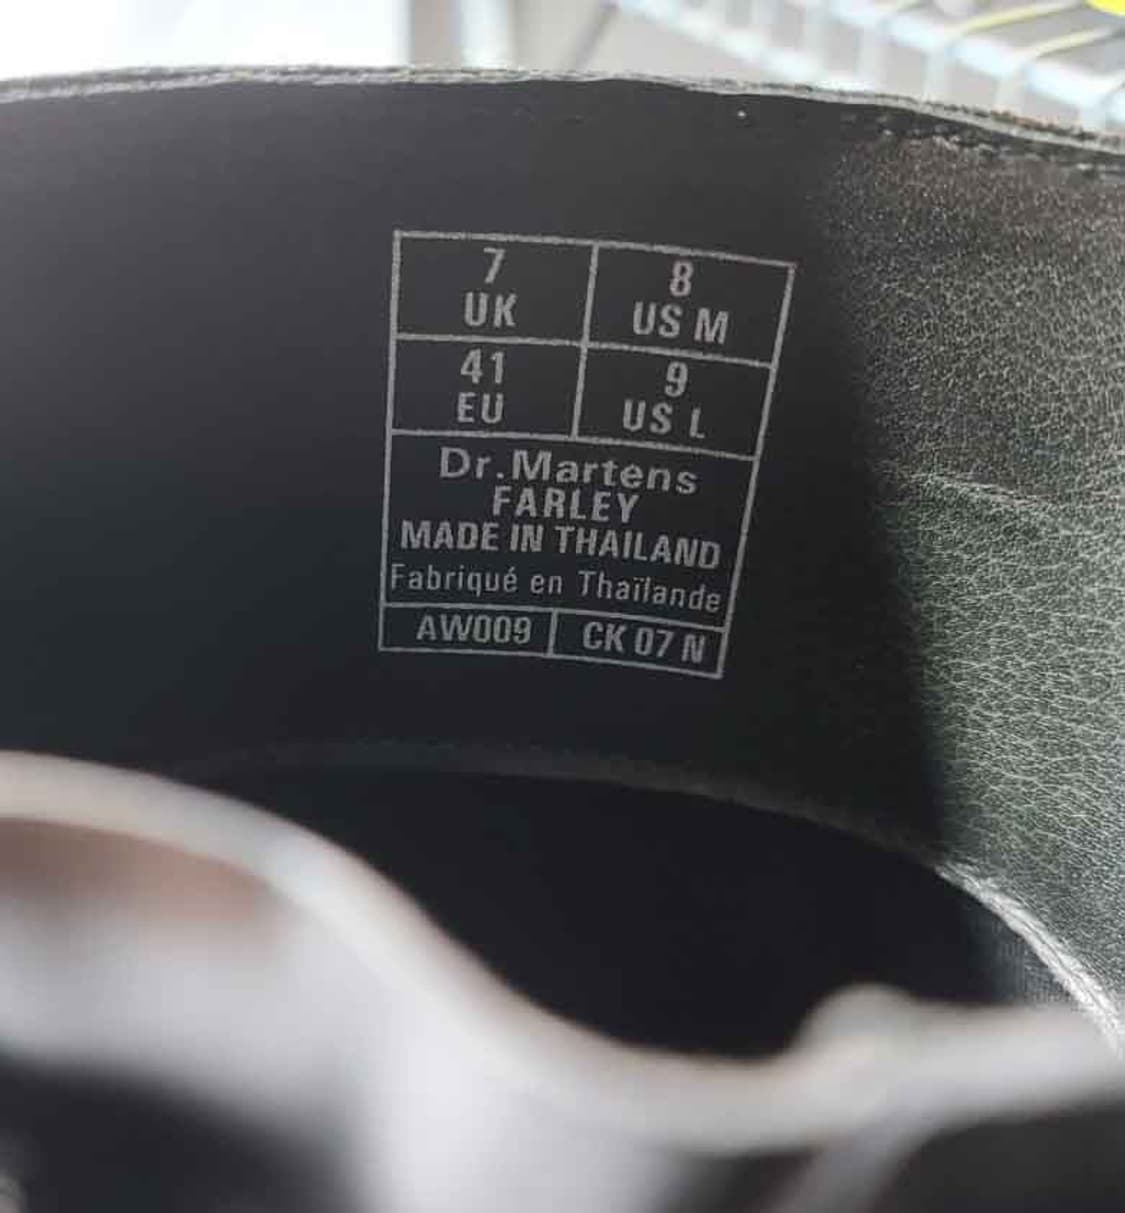 7
UK
8
US M
41
EU
9
US L
Dr.Martens
FARLEY
MADE IN THAILAND
Fabriqué en Thaïlande
AW009
CK 07 N